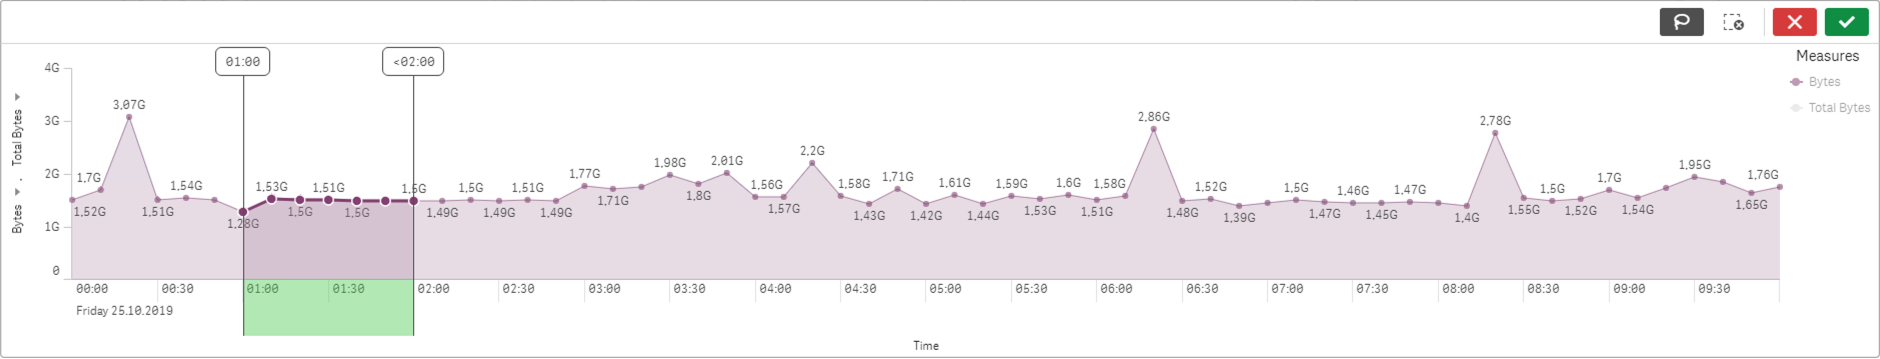 01:00
<02:00
Measures
Bytes
Total Bytes
Bytes . Total Bytes
4G
3G
2G
1G
0
1,52G
1,7G
3,07G
1,51G
1,54G
1,28G
1,53G
1,5G
1,51G
1,5G
1,5G
1,49G
1,5G
1,49G
1,51G
1,49G
1,77G
1,71G
1,98G
1,8G
2,01G
1,56G
1,57G
2,2G
1,58G
1,43G
1,71G
1,42G
1,61G
1,44G
1,59G
1,53G
1,6G
1,51G
1,58G
2,86G
1,48G
1,52G
1,39G
1,5G
1,47G
1,46G
1,45G
1,47G
1,4G
2,78G
1,55G
1,5G
1,52G
1,7G
1,54G
1,95G
1,65G
1,76G
00:00
00:30
01:00
01:30
02:00
02:30
03:00
03:30
04:00
04:30
05:00
05:30
06:00
06:30
07:00
07:30
08:00
08:30
09:00
09:30
Friday 25.10.2019
Time